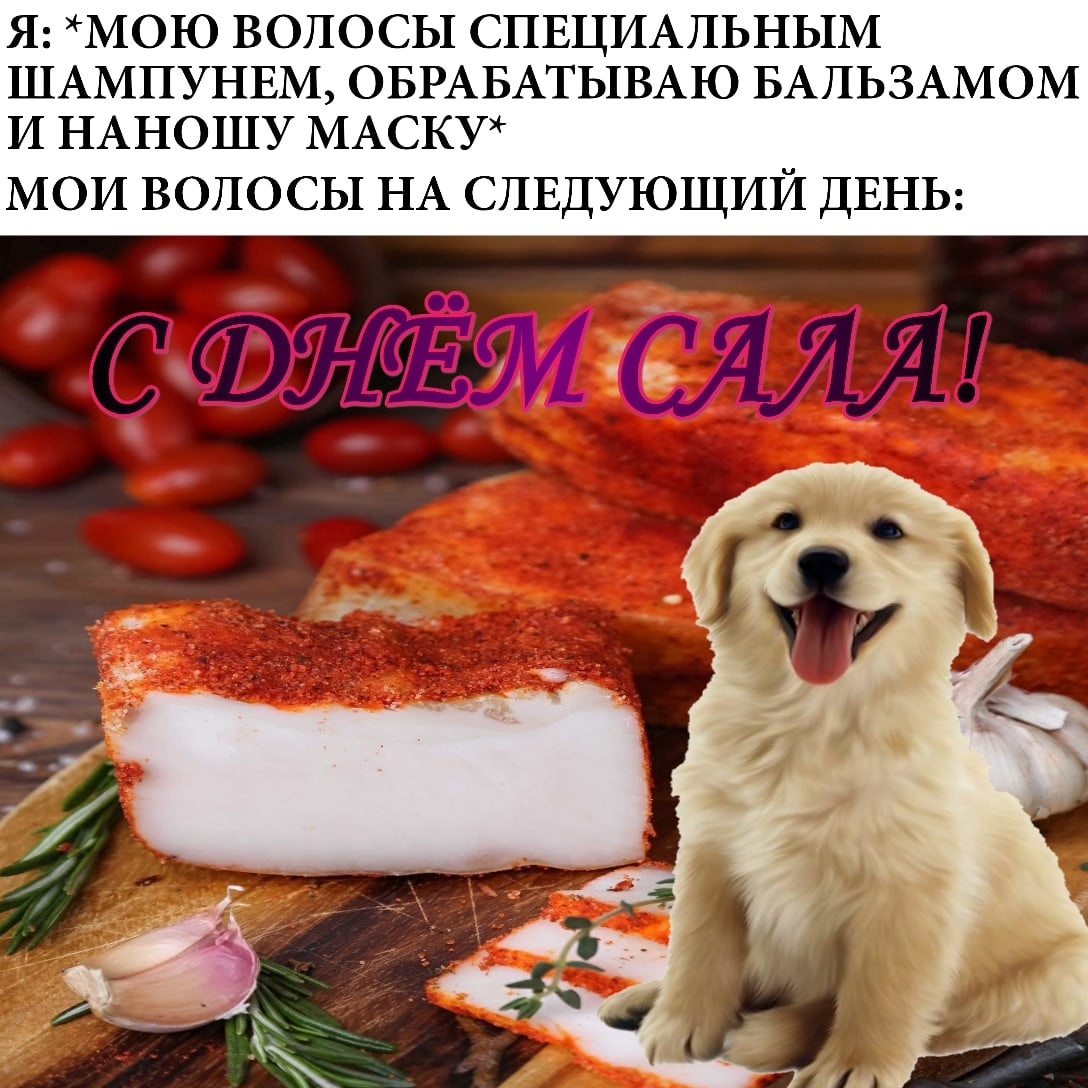 Я: *МОЮ ВОЛОСЫ СПЕЦИАЛЬНЫМ
ШАМПУНЕМ, ОБРАБАТЫВАЮ БАЛЬЗАМОМ
И НАНОШУ МАСКУ*
МОИ ВОЛОСЫ НА СЛЕДУЮЩИЙ ДЕНЬ:
С ДНЁМ САЛА!